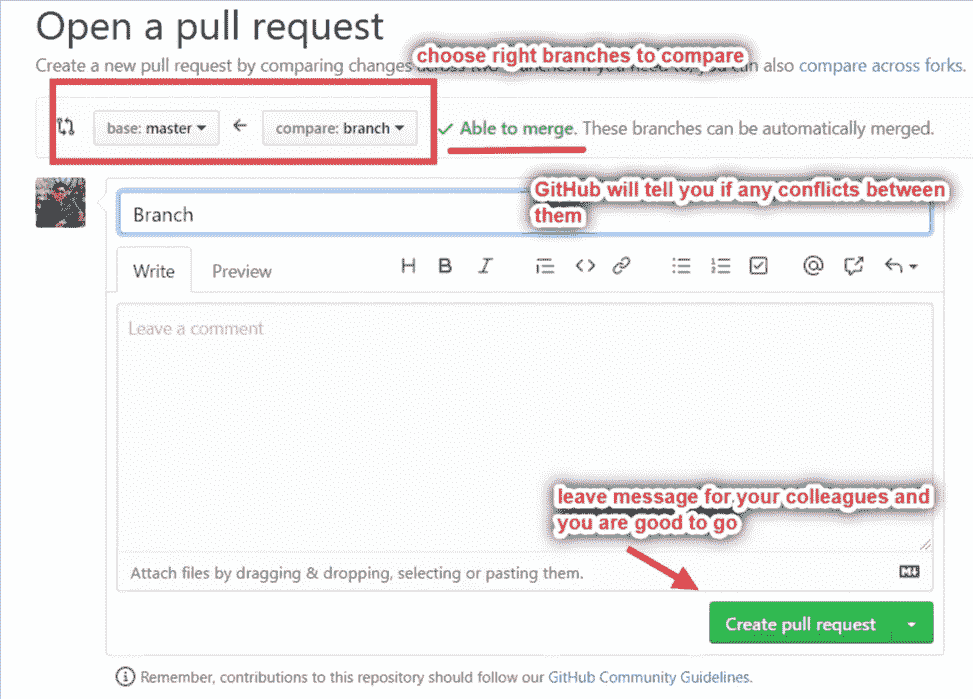 Open a pull request
choose right branches to compare
Create a new pull request by comparing changes across two branches. If you need to, you can also compare across forks.
base: master
compare: branch
Able to merge. These branches can be automatically merged.
GitHub will tell you if any conflicts between
them
Branch
Write Preview
Leave a comment
leave message for your colleagues and
you are good to go
Attach files by dragging & dropping, selecting or pasting them.
Create pull request
Remember, contributions to this repository should follow our GitHub Community Guidelines.